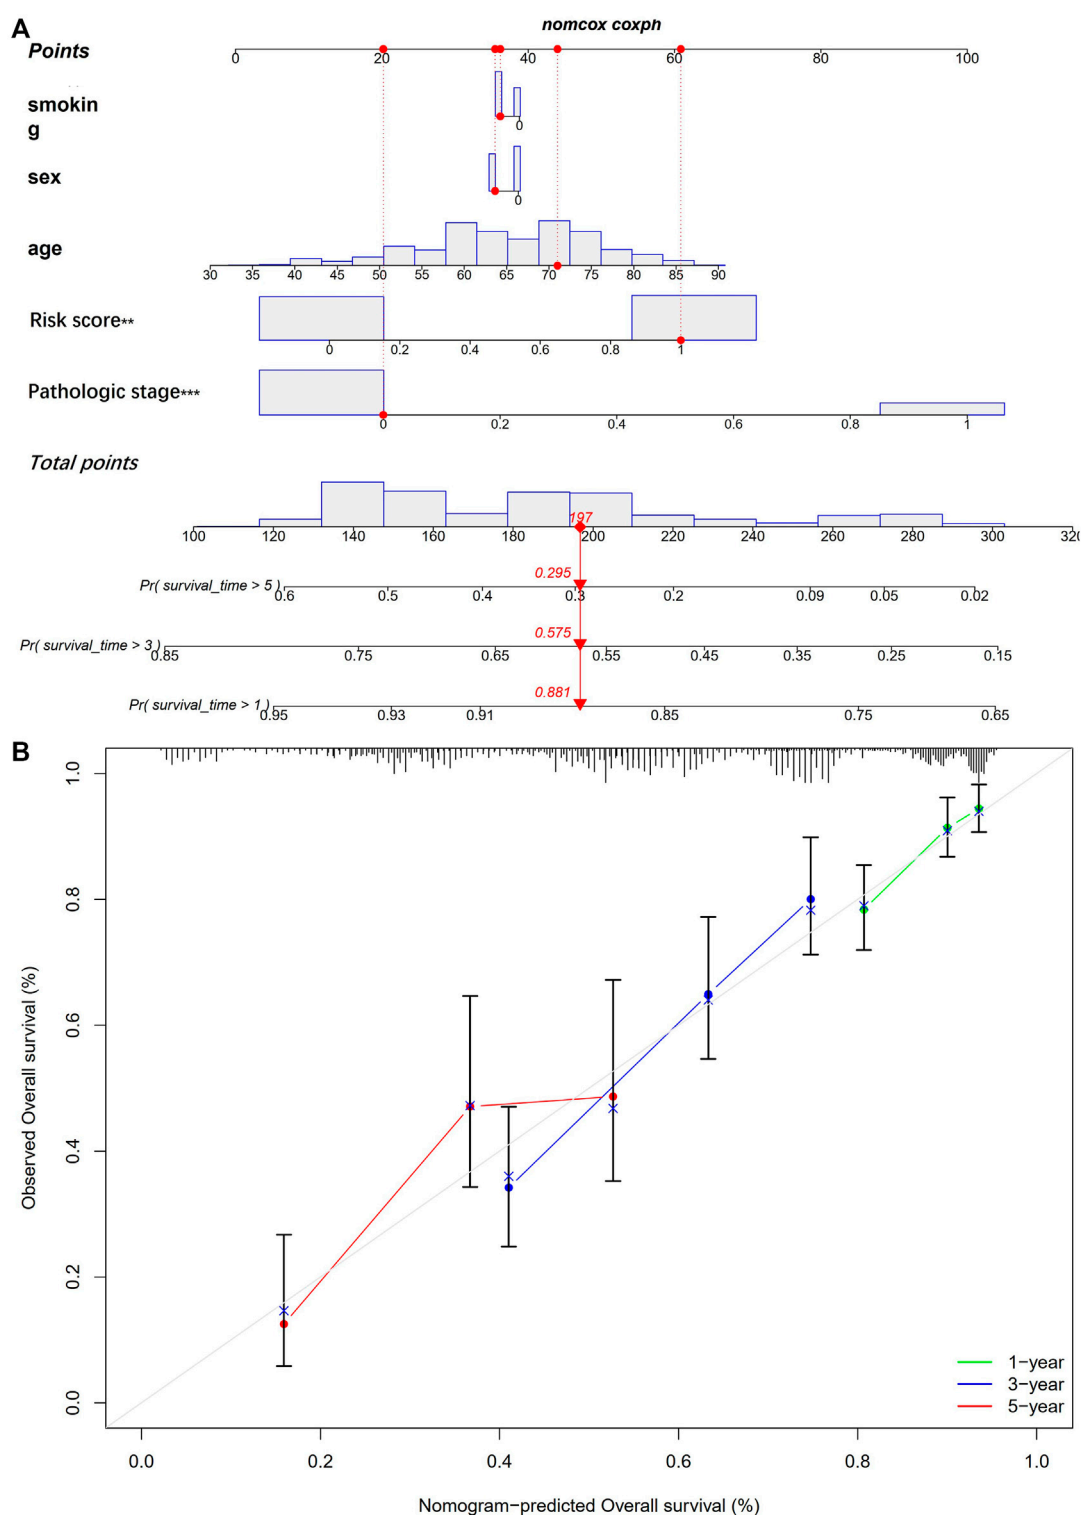 A
nomcox coxph
Points
0 20 40 60 80 100
smokin
g
0
sex
0
age
30 35 40 45 50 55 60 65 70 75 80 85 90
Risk score**
0 0.2 0.4 0.6 0.8 1
Pathologic stage***
0 0.2 0.4 0.6 0.8 1
Total points
197
100 120 140 160 180 200 220 240 260 280 300 320
0.295
Pr( survival_time > 5 )
0.6 0.5 0.4 0.3 0.2 0.09 0.05 0.02
0.575
Pr( survival_time > 3 )
0.85 0.75 0.65 0.55 0.45 0.35 0.25 0.15
0.881
Pr( survival_time > 1 )
0.95 0.93 0.91 0.85 0.75 0.65
B
Observed Overall survival (%)
1.0
0.8
0.6
0.4
0.2
0.0
1−year
3−year
5−year
0.0 0.2 0.4 0.6 0.8 1.0
Nomogram−predicted Overall survival (%)